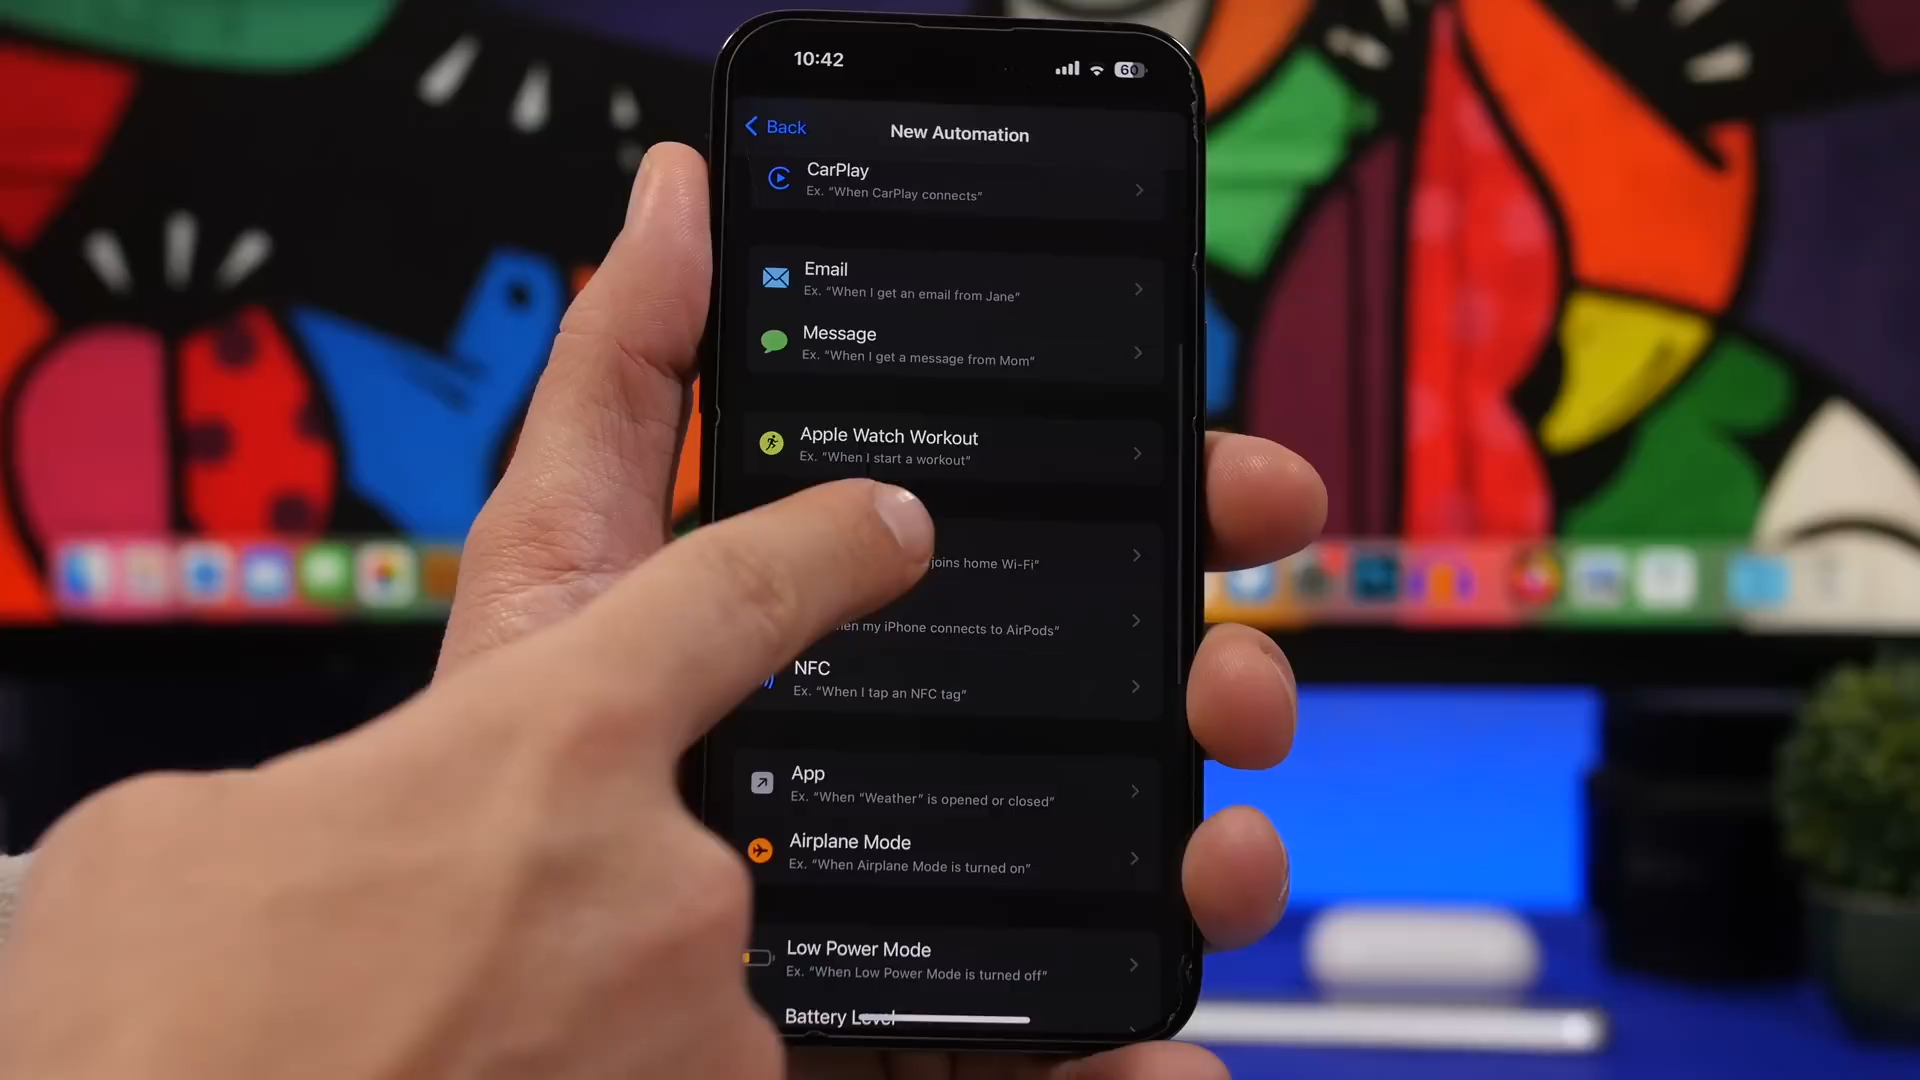 10:42
60
Back
New Automation
CarPlay
Ex. “When CarPlay connects”
Email
Ex. “When I get an email from Jane”
Message
Ex. “When I get a message from Mom”
Apple Watch Workout
Ex. “When I start a workout”
joins home Wi-Fi”
my iPhone connects to AirPods”
NFC
Ex. “When I tap an NFC tag”
App
Ex. “When “Weather” is opened or closed”
Airplane Mode
Ex. “When Airplane Mode is turned on”
Low Power Mode
Ex. “When Low Power Mode is turned off”
Battery Level